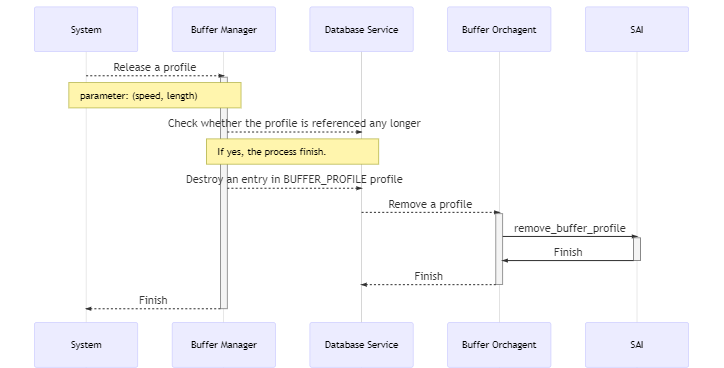 System
Buffer Manager
Database Service
Buffer Orchagent
SAI
Release a profile
parameter: (speed, length)
Check whether the profile is referenced any longer
If yes, the process finish.
Destroy an entry in BUFFER_PROFILE profile
Remove a profile
remove_buffer_profile
Finish
Finish
Finish
System
Buffer Manager
Database Service
Buffer Orchagent
SAI